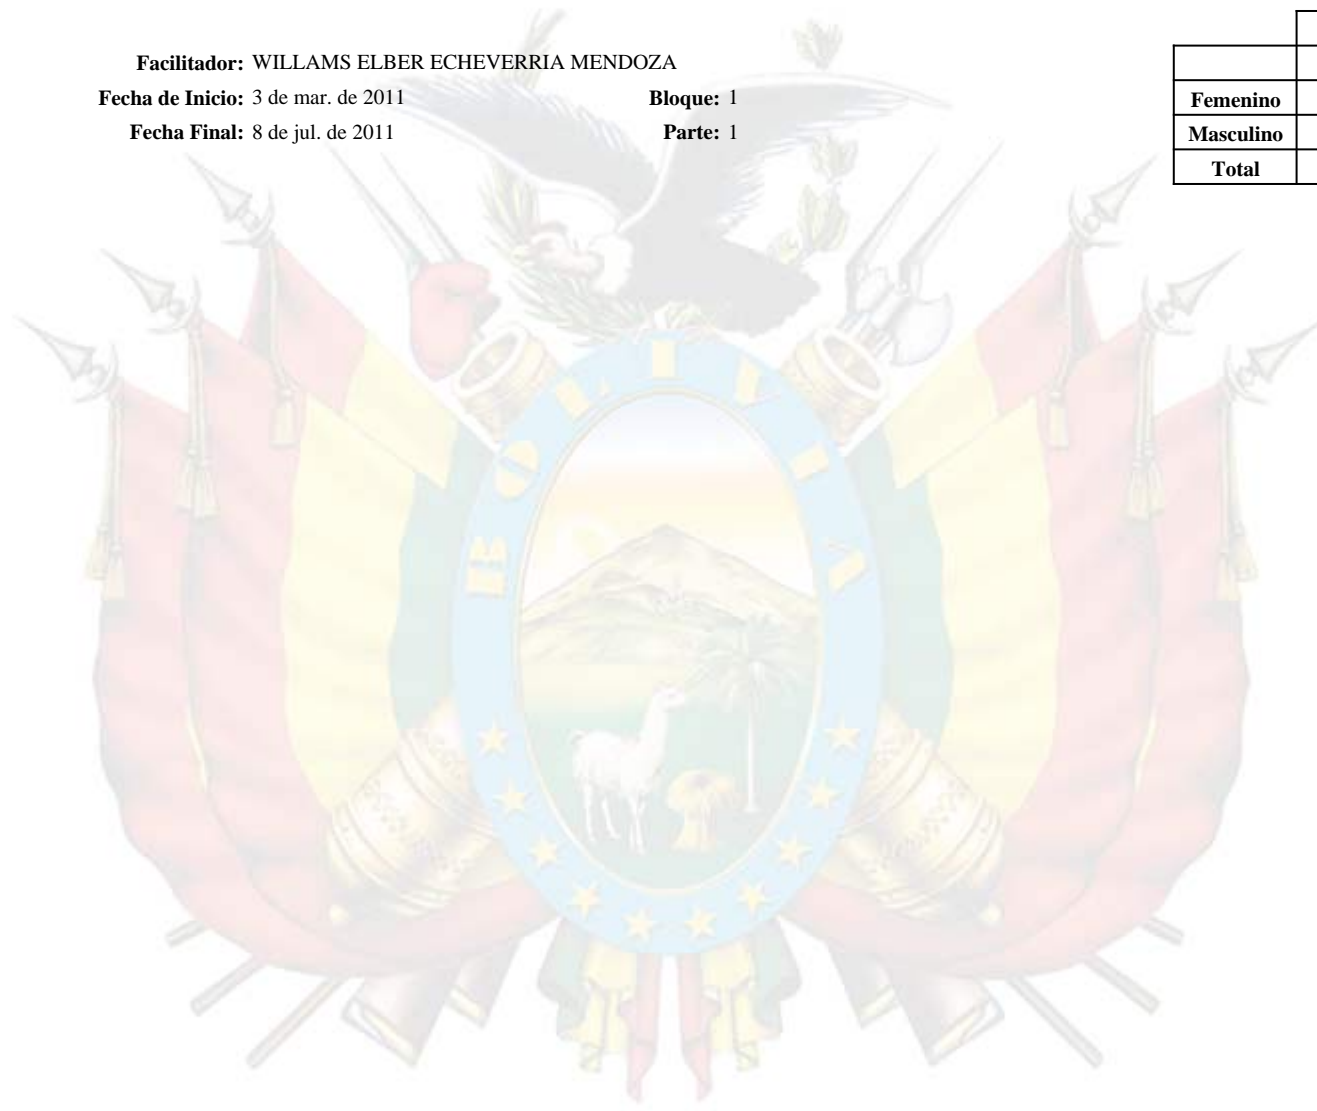 Facilitador: WILLAMS ELBER ECHEVERRIA MENDOZA
Fecha de Inicio: 3 de mar. de 2011 Bloque: 1
Fecha Final: 8 de jul. de 2011 Parte: 1
Femenino
Masculino
Total
BOLIVIA